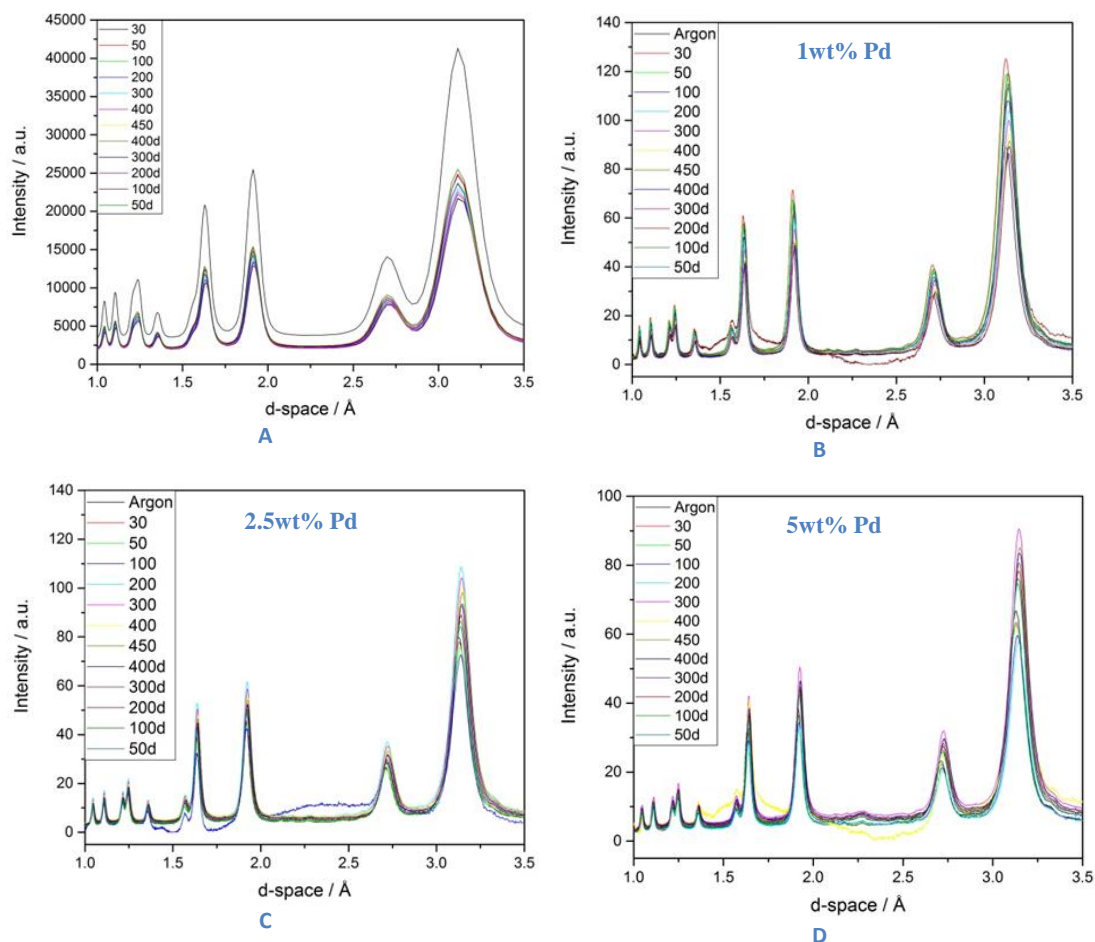 45000
40000
35000
30000
25000
20000
15000
10000
5000
0
Intensity / a.u.
30
50
100
200
300
400
450
400d
300d
200d
100d
50d
1.0 1.5 2.0 2.5 3.0 3.5
d-space / Å
A
140
120
100
80
60
40
20
0
Intensity / a.u.
Argon
30
50
100
200
300
400
450
400d
300d
200d
100d
50d
1wt% Pd
1.0 1.5 2.0 2.5 3.0 3.5
d-space / Å
B
140
120
100
80
60
40
20
0
Intensity / a.u.
Argon
30
50
100
200
300
400
450
400d
300d
200d
100d
50d
2.5wt% Pd
1.0 1.5 2.0 2.5 3.0 3.5
d-space / Å
C
100
80
60
40
20
0
Intensity / a.u.
Argon
30
50
100
200
300
400
450
400d
300d
200d
100d
50d
5wt% Pd
1.0 1.5 2.0 2.5 3.0 3.5
d-space / Å
D